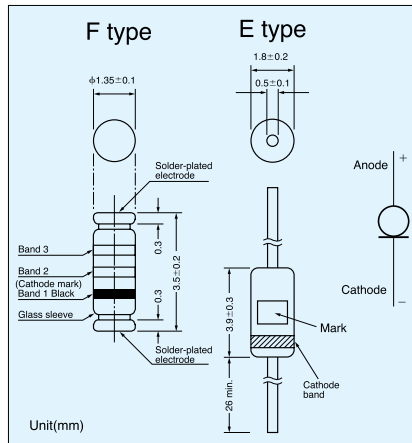 F type
E type
ϕ1.35±0.1
1.8±0.2
0.5±0.1
Solder-plated
electrode
Anode
+
0.3
3.5±0.2
Band 3
Band 2
(Cathode mark)
Band 1 Black
Glass sleeve
0.3
Solder-plated
electrode
3.9±0.3
26 min.
Mark
Cathode
band
Cathode
−
Unit(mm)